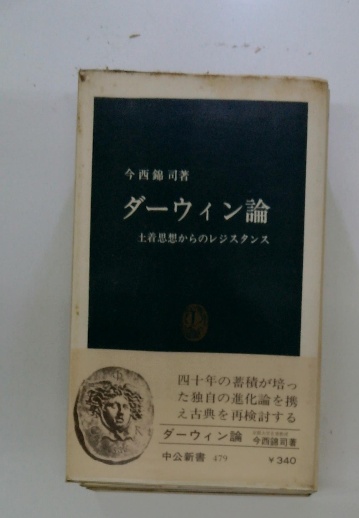 今西錦司著
ダーウィン論
土着思想からのレジスタンス
四十年の蓄積が培っ
た独自の進化論を携
え古典を再検討する
ダーウィン論
今西錦司著
中公新書 479
¥340